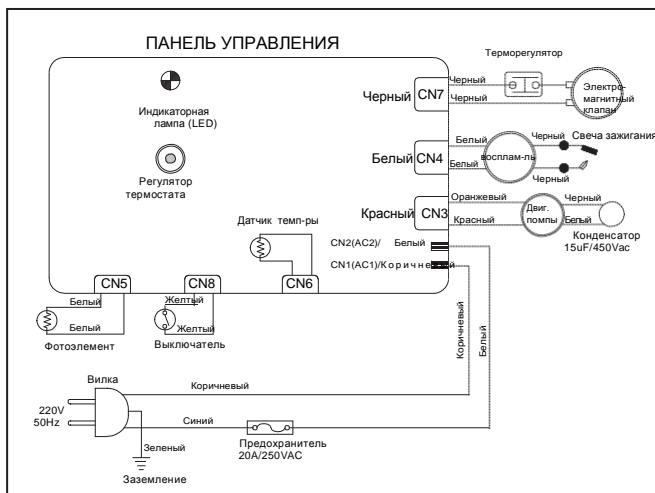 ПАНЕЛЬ УПРАВЛЕНИЯ
Индикаторная
лампа (LED)
Регулятор
термостата
Датчик темп-ры
Черный CN7
Белый CN4
Красный CN3
CN2(AC2)/ Белый
CN1(AC1)/Коричневый
CN5
CN8
CN6
Терморегулятор
Черный
Черный
Электро-
магнитный
клапан
Белый
Белый
восплам-ль
Черный
Черный
Свеча зажигания
Оранжевый
Красный
Двиг.
помпы
Черный
Белый
Конденсатор
15uF/450Vac
Белый
Белый
Фотоэлемент
Желтый
Желтый
Выключатель
Коричневый
Белый
Вилка
220V
50Hz
Коричневый
Синий
Зеленый
Заземление
Предохранитель
20A/250VAC